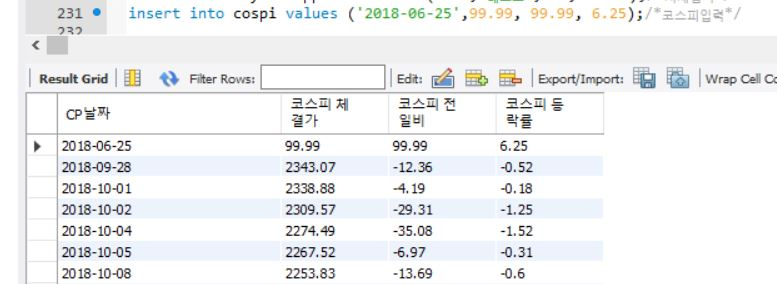 231 insert into cospi values ('2018-06-25',99.99, 99.99, 6.25);/*코스피입력*/
232
Result Grid Filter Rows: Edit: Export/Import: Wrap Cell Co
CP날짜 코스피 체결가 코스피 전일비 코스피 등락률
2018-06-25 99.99 99.99 6.25
2018-09-28 2343.07 -12.36 -0.52
2018-10-01 2338.88 -4.19 -0.18
2018-10-02 2309.57 -29.31 -1.25
2018-10-04 2274.49 -35.08 -1.52
2018-10-05 2267.52 -6.97 -0.31
2018-10-08 2253.83 -13.69 -0.6